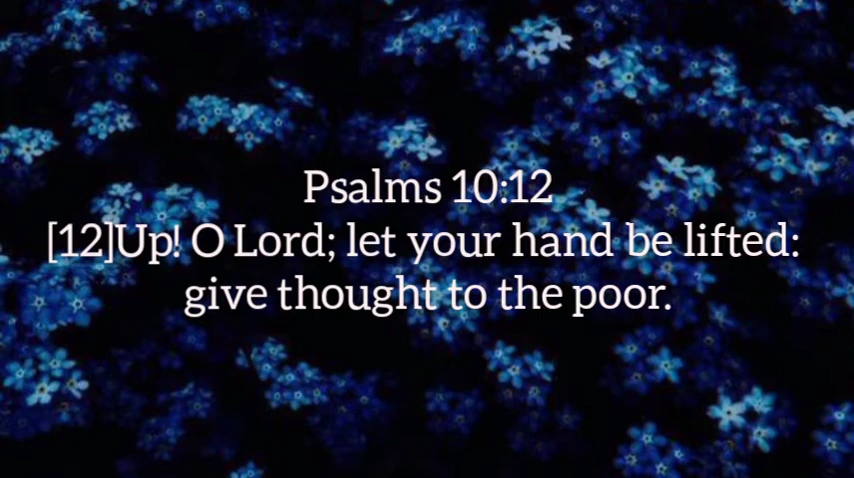 Psalms 10:12
[12]Up! O Lord; let your hand be lifted:
give thought to the poor.